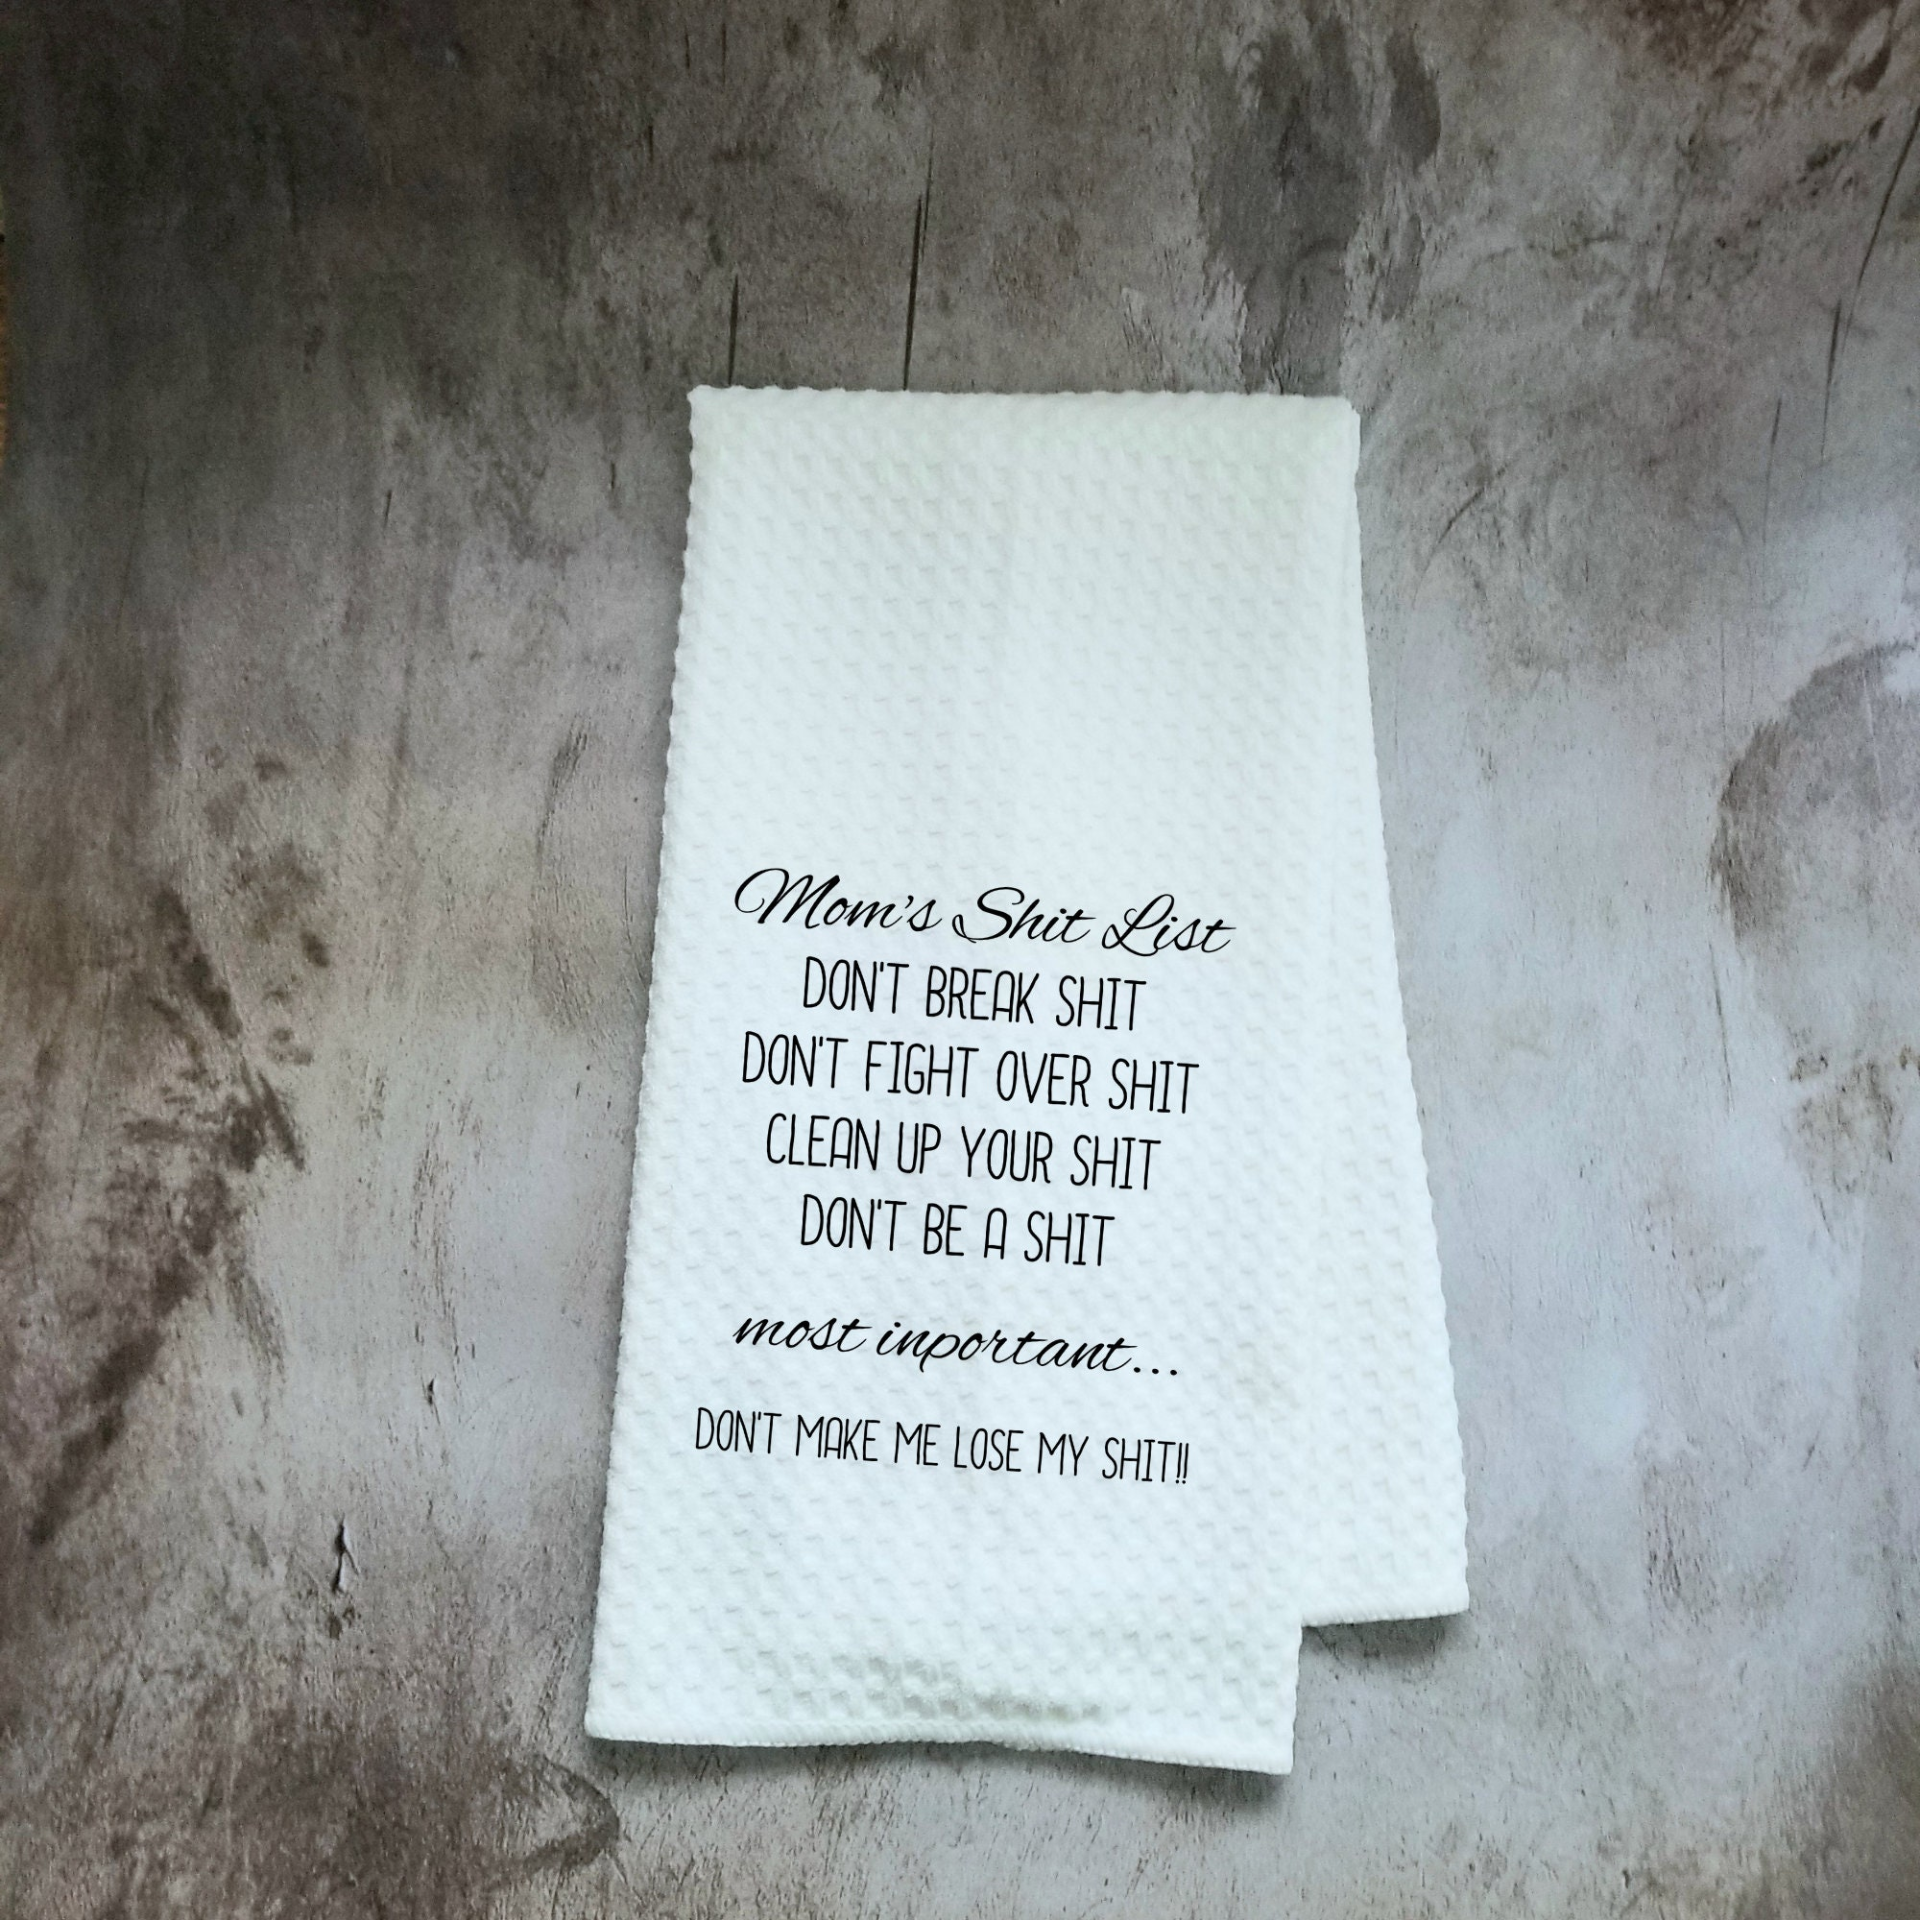 Mom's Shit List
DON'T BREAK SHIT
DON'T FIGHT OVER SHIT
CLEAN UP YOUR SHIT
DON'T BE A SHIT
most inportant...
DON'T MAKE ME LOSE MY SHIT!!